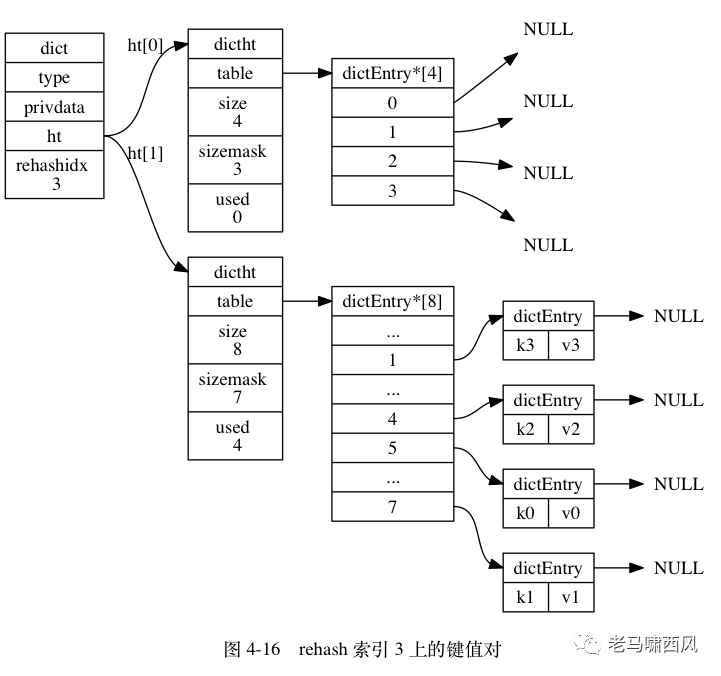 dict
type
privdata
ht
rehashidx
3
ht[0]
ht[1]
dictht
table
size
4
sizemask
3
used
0
dictEntry*[4]
0
1
2
3
NULL
NULL
NULL
NULL
dictht
table
size
8
sizemask
7
used
4
dictEntry*[8]
...
1
...
4
5
...
7
dictEntry
k3 v3
NULL
dictEntry
k2 v2
NULL
dictEntry
k0 v0
NULL
dictEntry
k1 v1
NULL
图 4-16 rehash 索引 3 上的键值对
老马啸西风